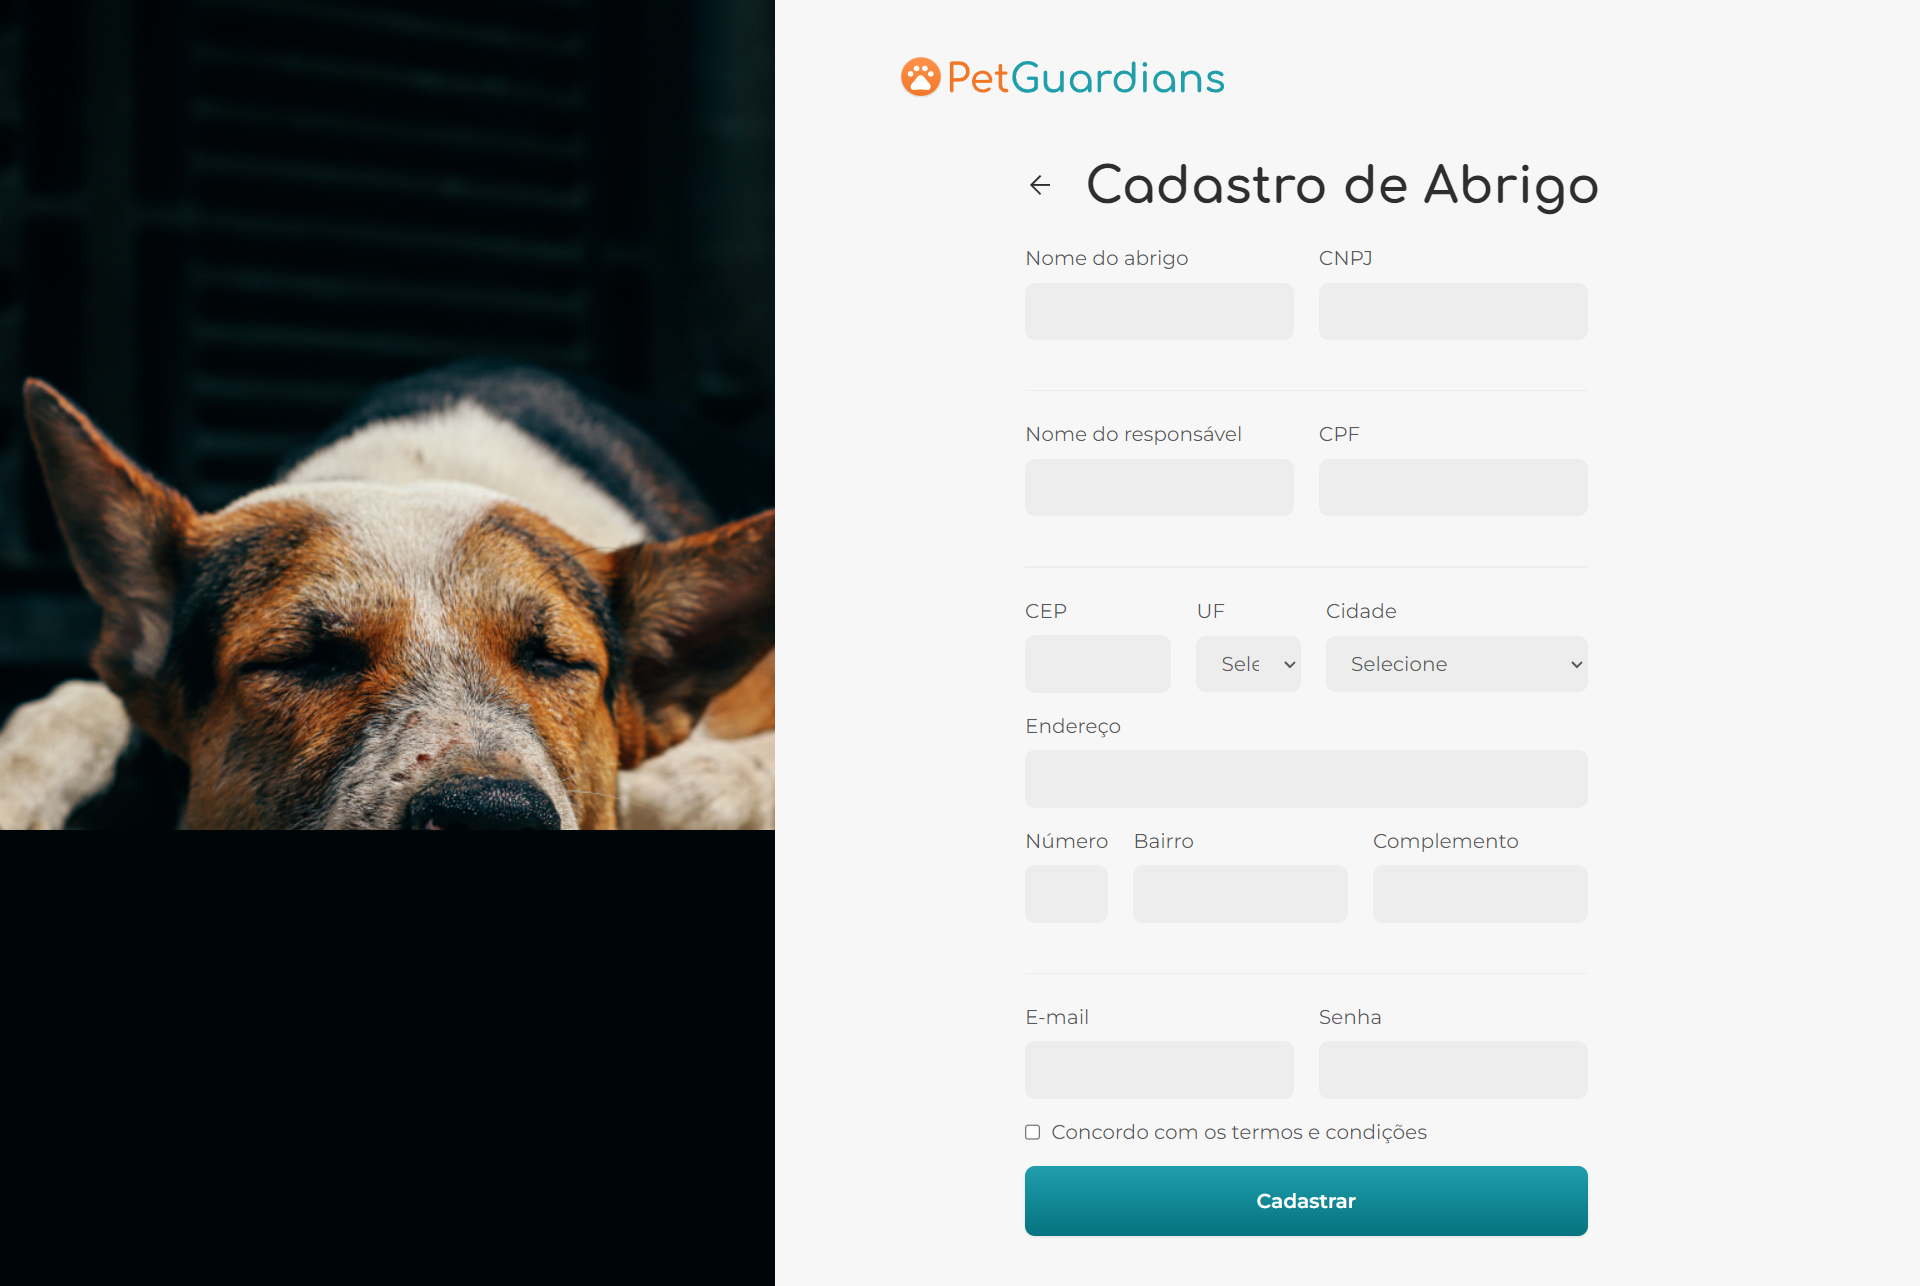 PetGuardians
Cadastro de Abrigo
Nome do abrigo CNPJ
Nome do responsável CPF
CEP UF Cidade
Sele Selecione
Endereço
Número Bairro Complemento
E-mail Senha
Concordo com os termos e condições
Cadastrar